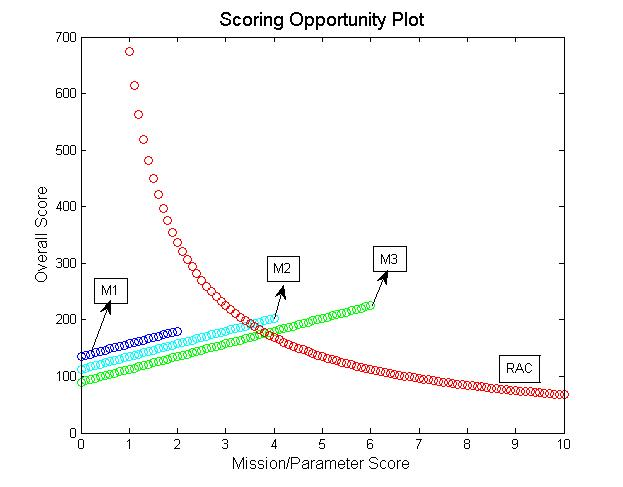 Scoring Opportunity Plot
700
600
500
400
300
200
100
0
Overall Score
M1
M2
M3
RAC
0 1 2 3 4 5 6 7 8 9 10
Mission/Parameter Score